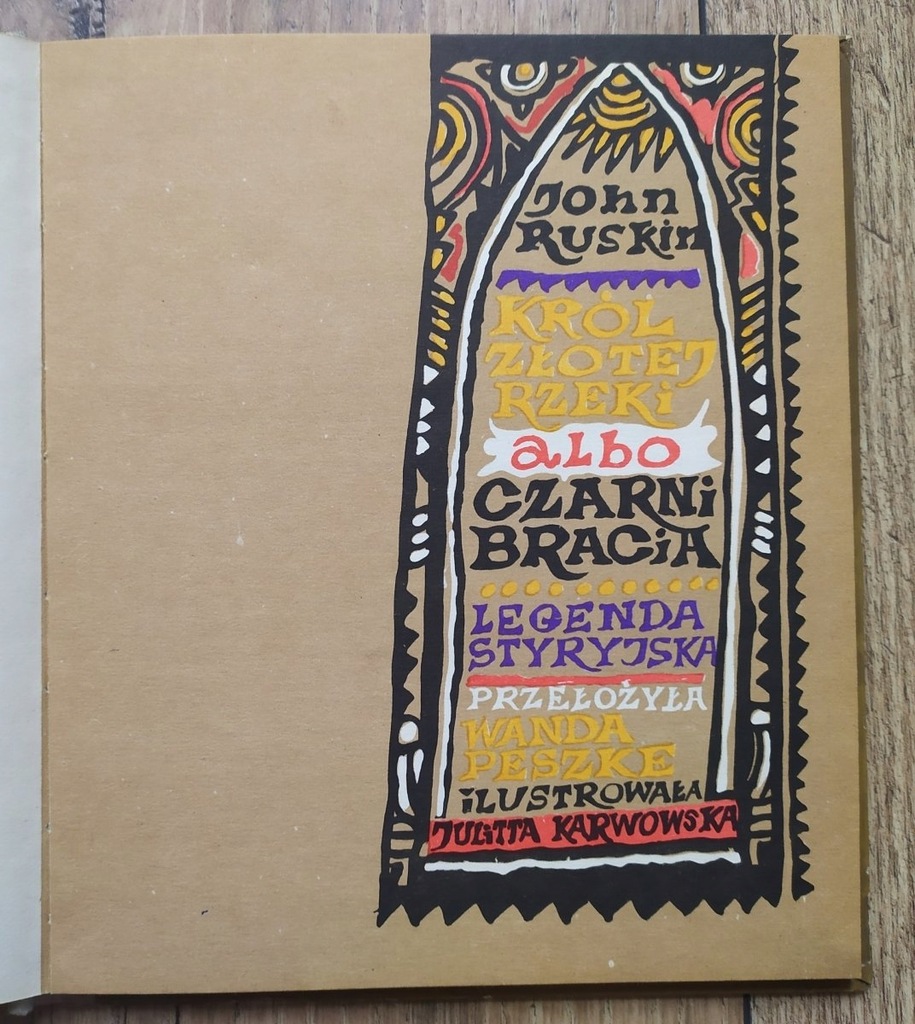 John
Ruskin
KRÓL
ZŁOTEJ
RZEKi
albo
CZARNi
BRACiA
LEGENDA
STYRYJSKA
PRZEŁOŻYŁA
WANDA
PESZKE
iLUSTROWAŁA
JULiTTA KARWOWSKA